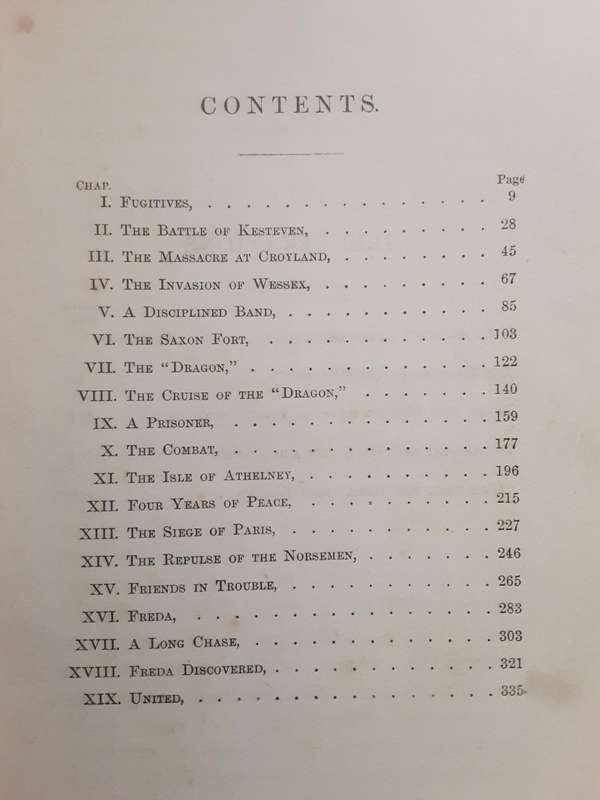 CONTENTS.
CHAP. Page
I. FUGITIVES, . . . . . . . . . . . . . . . 9
II. THE BATTLE OF KESTEVEN, . . . . . . . . . 28
III. THE MASSACRE AT CROYLAND, . . . . . . . . 45
IV. THE INVASION OF WESSEX, . . . . . . . . . 67
V. A DISCIPLINED BAND, . . . . . . . . . . . 85
VI. THE SAXON FORT, . . . . . . . . . . . . 103
VII. THE "DRAGON," . . . . . . . . . . . . . 122
VIII. THE CRUISE OF THE "DRAGON," . . . . . . . 140
IX. A PRISONER, . . . . . . . . . . . . . . 159
X. THE COMBAT, . . . . . . . . . . . . . . 177
XI. THE ISLE OF ATHELNEY, . . . . . . . . . . 196
XII. FOUR YEARS OF PEACE, . . . . . . . . . . 215
XIII. THE SIEGE OF PARIS, . . . . . . . . . . . 227
XIV. THE REPULSE OF THE NORSEMEN, . . . . . . . 246
XV. FRIENDS IN TROUBLE, . . . . . . . . . . . 265
XVI. FREDA, . . . . . . . . . . . . . . . . 283
XVII. A LONG CHASE, . . . . . . . . . . . . . 303
XVIII. FREDA DISCOVERED, . . . . . . . . . . . . 321
XIX. UNITED, . . . . . . . . . . . . . . . . 335